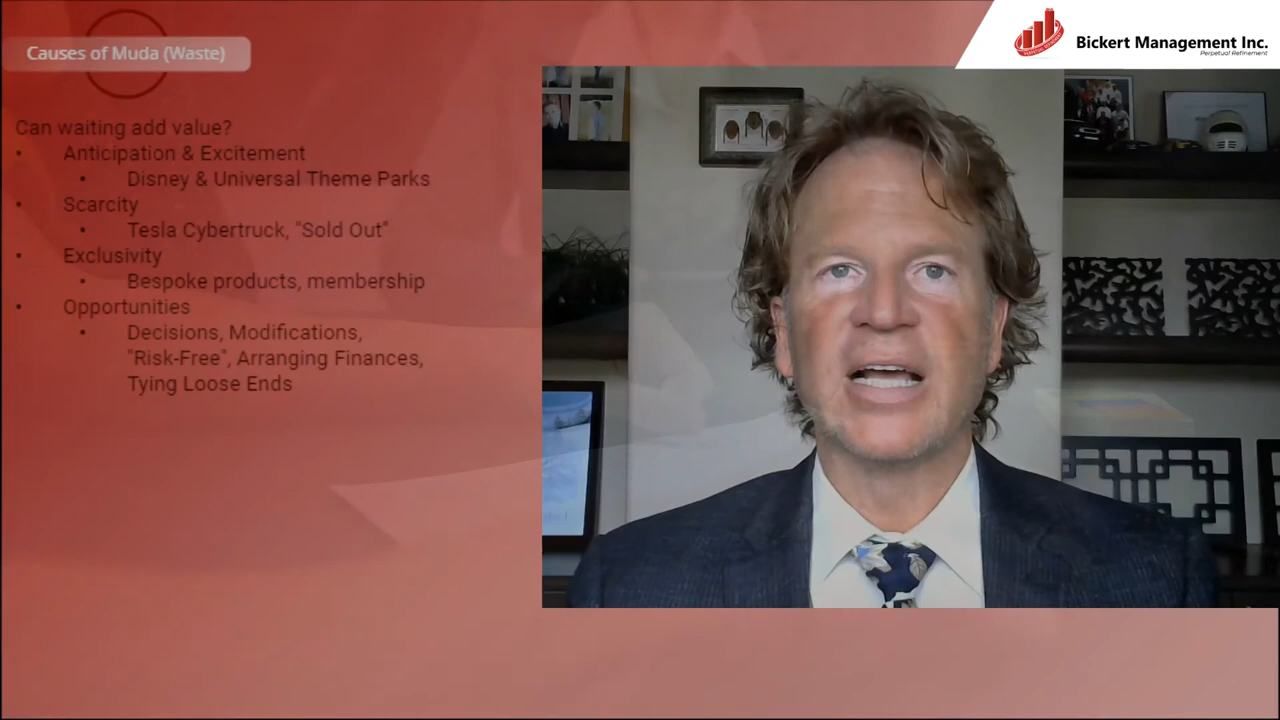 Causes of Muda (Waste)
Bickert Management Inc.
Perpetual Refinement
Can waiting add value?
• Anticipation & Excitement
• Disney & Universal Theme Parks
• Scarcity
• Tesla Cybertruck, "Sold Out"
• Exclusivity
• Bespoke products, membership
• Opportunities
• Decisions, Modifications,
"Risk-Free", Arranging Finances,
Tying Loose Ends